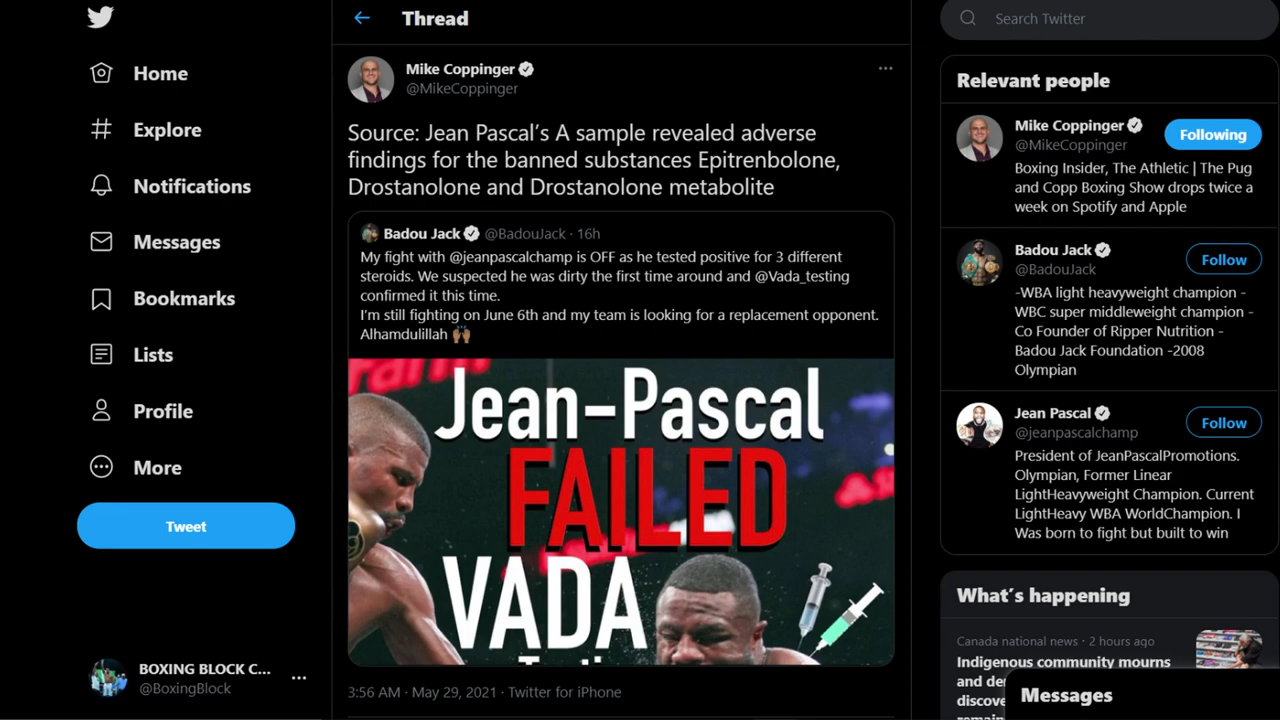 Home
Explore
Notifications
Messages
Bookmarks
Lists
Profile
More
Tweet
BOXING BLOCK C...
@BoxingBlock
Thread
Mike Coppinger
@MikeCoppinger
Source: Jean Pascal’s A sample revealed adverse
findings for the banned substances Epitrenbolone,
Drostanolone and Drostanolone metabolite
Badou Jack @BadouJack · 16h
My fight with @jeanpascalchamp is OFF as he tested positive for 3 different
steroids. We suspected he was dirty the first time around and @Vada_testing
confirmed it this time.
I’m still fighting on June 6th and my team is looking for a replacement opponent.
Alhamdulillah 🙌🏽
Jean-Pascal
FAILED
VADA
3:56 AM · May 29, 2021 · Twitter for iPhone
Search Twitter
Relevant people
Mike Coppinger
@MikeCoppinger
Following
Boxing Insider, The Athletic | The Pug
and Copp Boxing Show drops twice a
week on Spotify and Apple
Badou Jack
@BadouJack
Follow
-WBA light heavyweight champion -
WBC super middleweight champion -
Co Founder of Ripper Nutrition -
Badou Jack Foundation -2008
Olympian
Jean Pascal
@jeanpascalchamp
Follow
President of JeanPascalPromotions.
Olympian, Former Linear
LightHeavyweight Champion. Current
LightHeavy WBA WorldChampion. I
Was born to fight but built to win
What’s happening
Canada national news · 2 hours ago
Indigenous community mourns
and de
discove
Messages